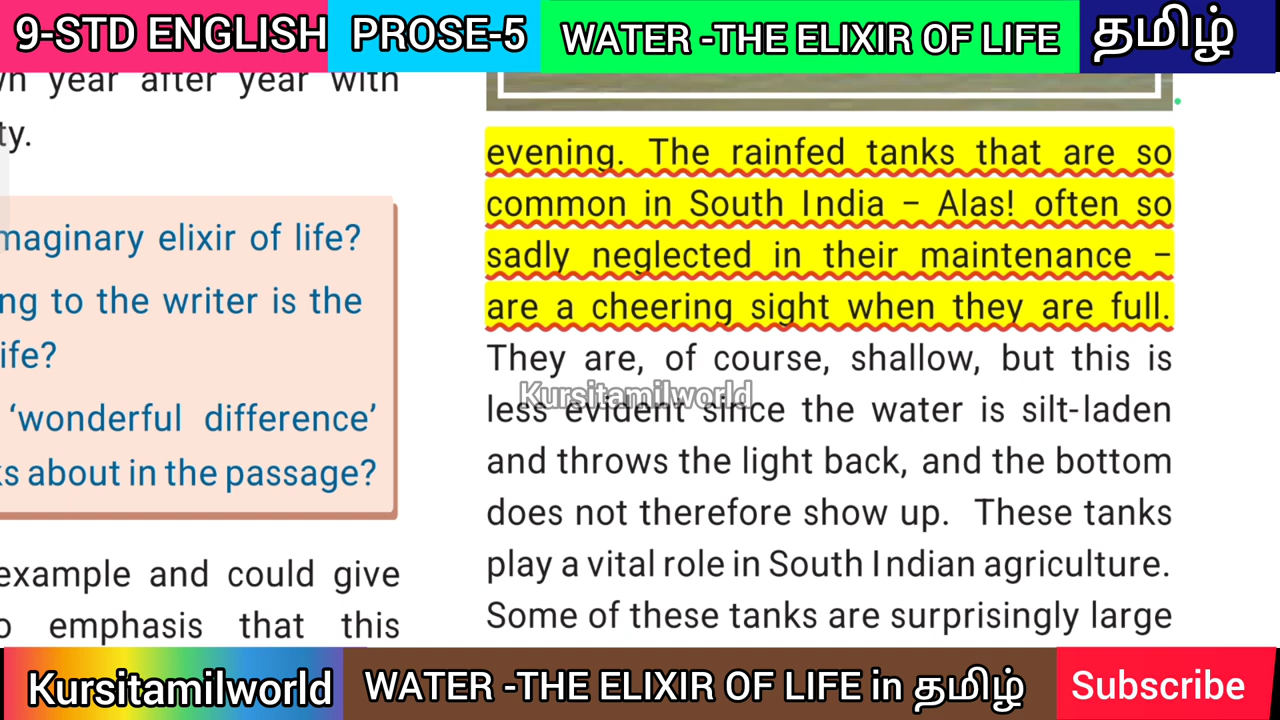 9-STD ENGLISH PROSE-5 WATER -THE ELIXIR OF LIFE தமிழ்
year after year with
ty.
maginary elixir of life?
ng to the writer is the
ife?
‘wonderful difference’
ks about in the passage?
example and could give
o emphasis that this
evening. The rainfed tanks that are so
common in South India – Alas! often so
sadly neglected in their maintenance –
are a cheering sight when they are full.
They are, of course, shallow, but this is
less evident since the water is silt-laden
and throws the light back, and the bottom
does not therefore show up. These tanks
play a vital role in South Indian agriculture.
Some of these tanks are surprisingly large
Kursitamilworld
Kursitamilworld WATER -THE ELIXIR OF LIFE in தமிழ் Subscribe